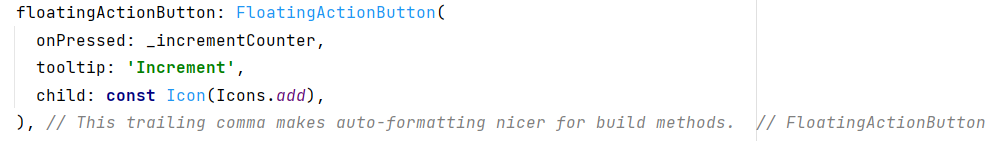 floatingActionButton: FloatingActionButton(
  onPressed: _incrementCounter,
  tooltip: 'Increment',
  child: const Icon(Icons.add),
), // This trailing comma makes auto-formatting nicer for build methods.  // FloatingActionButton